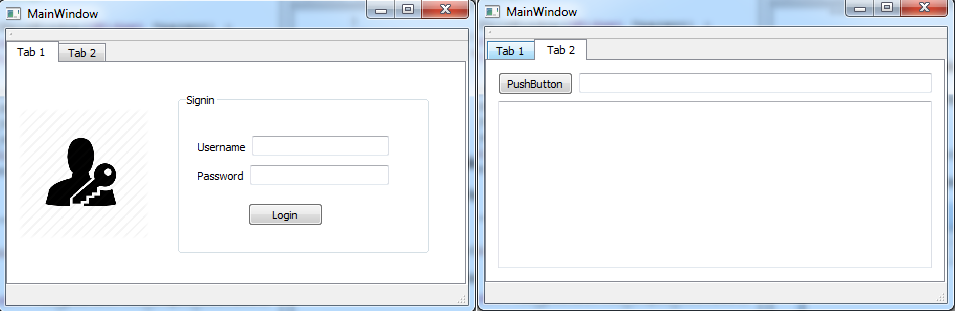 MainWindow
Tab 1 Tab 2
Signin
Username
Password
Login
MainWindow
Tab 1 Tab 2
PushButton